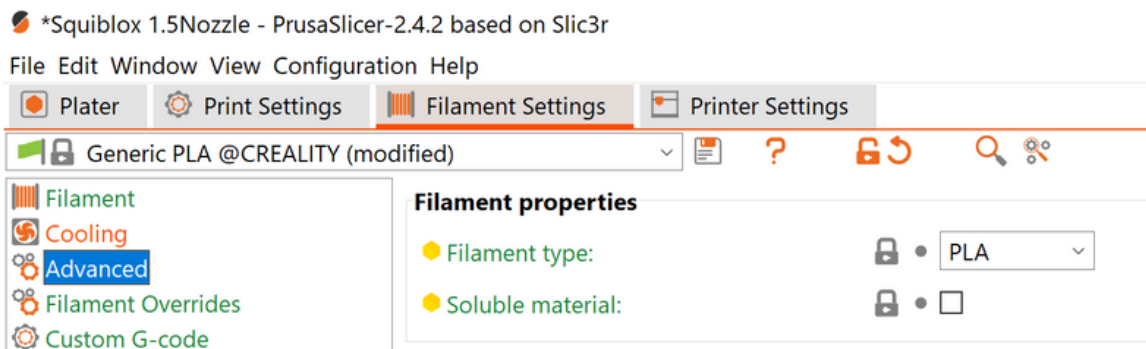 *Squiblox 1.5Nozzle - PrusaSlicer-2.4.2 based on Slic3r
File Edit Window View Configuration Help
Plater Print Settings Filament Settings Printer Settings
Generic PLA @CREALITY (modified) ?
Filament
Cooling
Advanced
Filament Overrides
Custom G-code
Filament properties
Filament type: PLA
Soluble material: